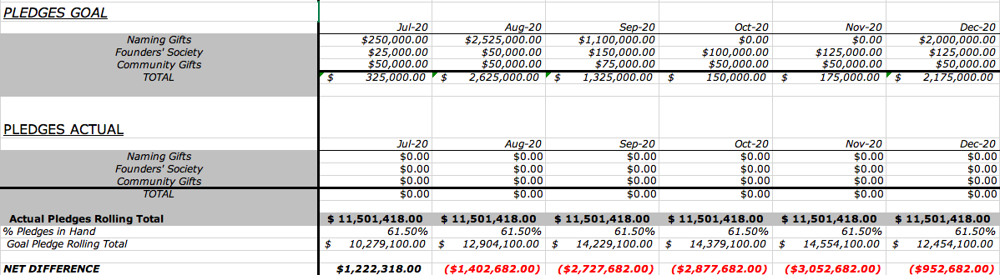 PLEDGES GOAL
Jul-20 Aug-20 Sep-20 Oct-20 Nov-20 Dec-20
Naming Gifts $250,000.00 $2,525,000.00 $1,100,000.00 $0.00 $0.00 $2,000,000.00
Founders' Society $25,000.00 $50,000.00 $150,000.00 $100,000.00 $125,000.00 $125,000.00
Community Gifts $50,000.00 $50,000.00 $75,000.00 $50,000.00 $50,000.00 $50,000.00
TOTAL $ 325,000.00 $ 2,625,000.00 $ 1,325,000.00 $ 150,000.00 $ 175,000.00 $ 2,175,000.00
PLEDGES ACTUAL
Jul-20 Aug-20 Sep-20 Oct-20 Nov-20 Dec-20
Naming Gifts $0.00 $0.00 $0.00 $0.00 $0.00 $0.00
Founders' Society $0.00 $0.00 $0.00 $0.00 $0.00 $0.00
Community Gifts $0.00 $0.00 $0.00 $0.00 $0.00 $0.00
TOTAL $0.00 $0.00 $0.00 $0.00 $0.00 $0.00
Actual Pledges Rolling Total $ 11,501,418.00 $ 11,501,418.00 $ 11,501,418.00 $ 11,501,418.00 $ 11,501,418.00 $ 11,501,418.00
% Pledges in Hand 61.50% 61.50% 61.50% 61.50% 61.50% 61.50%
Goal Pledge Rolling Total $ 10,279,100.00 $ 12,904,100.00 $ 14,229,100.00 $ 14,379,100.00 $ 14,554,100.00 $ 12,454,100.00
NET DIFFERENCE $1,222,318.00 ($1,402,682.00) ($2,727,682.00) ($2,877,682.00) ($3,052,682.00) ($952,682.00)